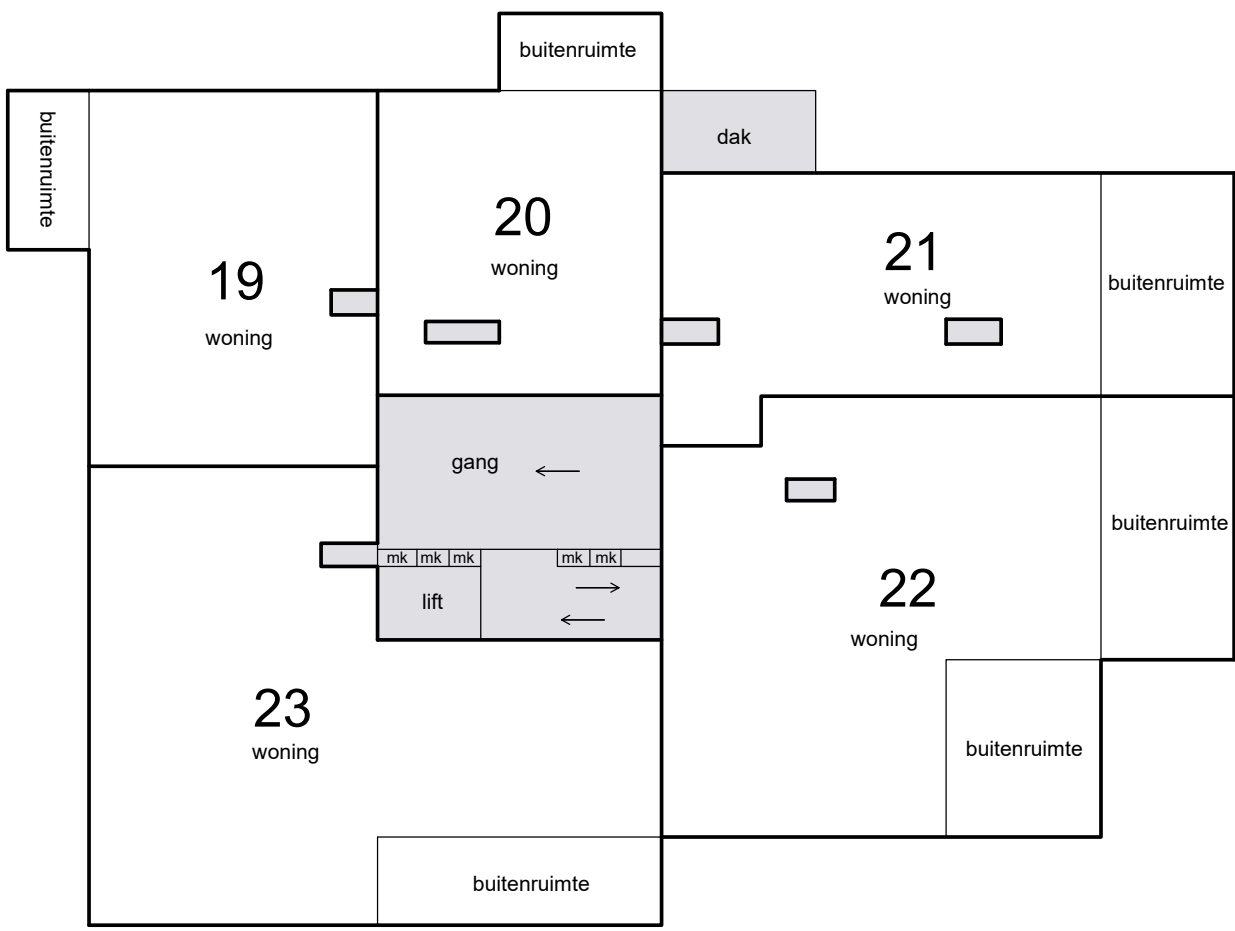 buitenruimte
buitenruimte
dak
20
woning
21
woning
buitenruimte
19
woning
gang
mk mk mk mk mk
lift
buitenruimte
22
woning
23
woning
buitenruimte
buitenruimte